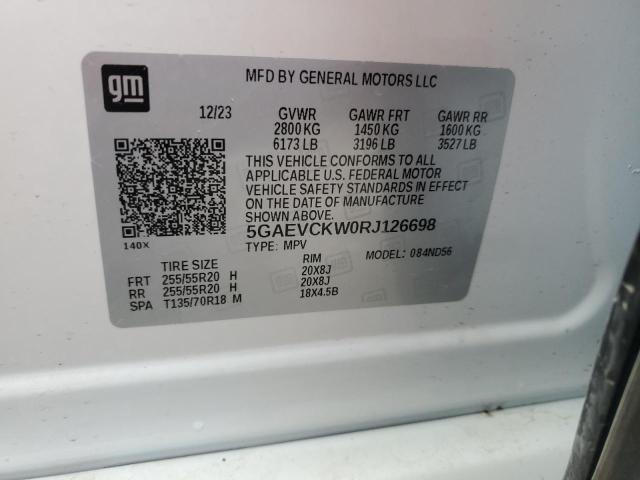 gm
MFD BY GENERAL MOTORS LLC
12/23 GVWR GAWR FRT GAWR RR
2800 KG 1450 KG 1600 KG
6173 LB 3196 LB 3527 LB
THIS VEHICLE CONFORMS TO ALL
APPLICABLE U.S. FEDERAL MOTOR
VEHICLE SAFETY STANDARDS IN EFFECT
ON THE DATE OF MANUFACTURE
SHOWN ABOVE.
5GAEVCKW0RJ126698
140X
TYPE: MPV MODEL: 084ND56
TIRE SIZE RIM
FRT 255/55R20 H 20X8J
RR 255/55R20 H 20X8J
SPA T135/70R18 M 18X4.5B